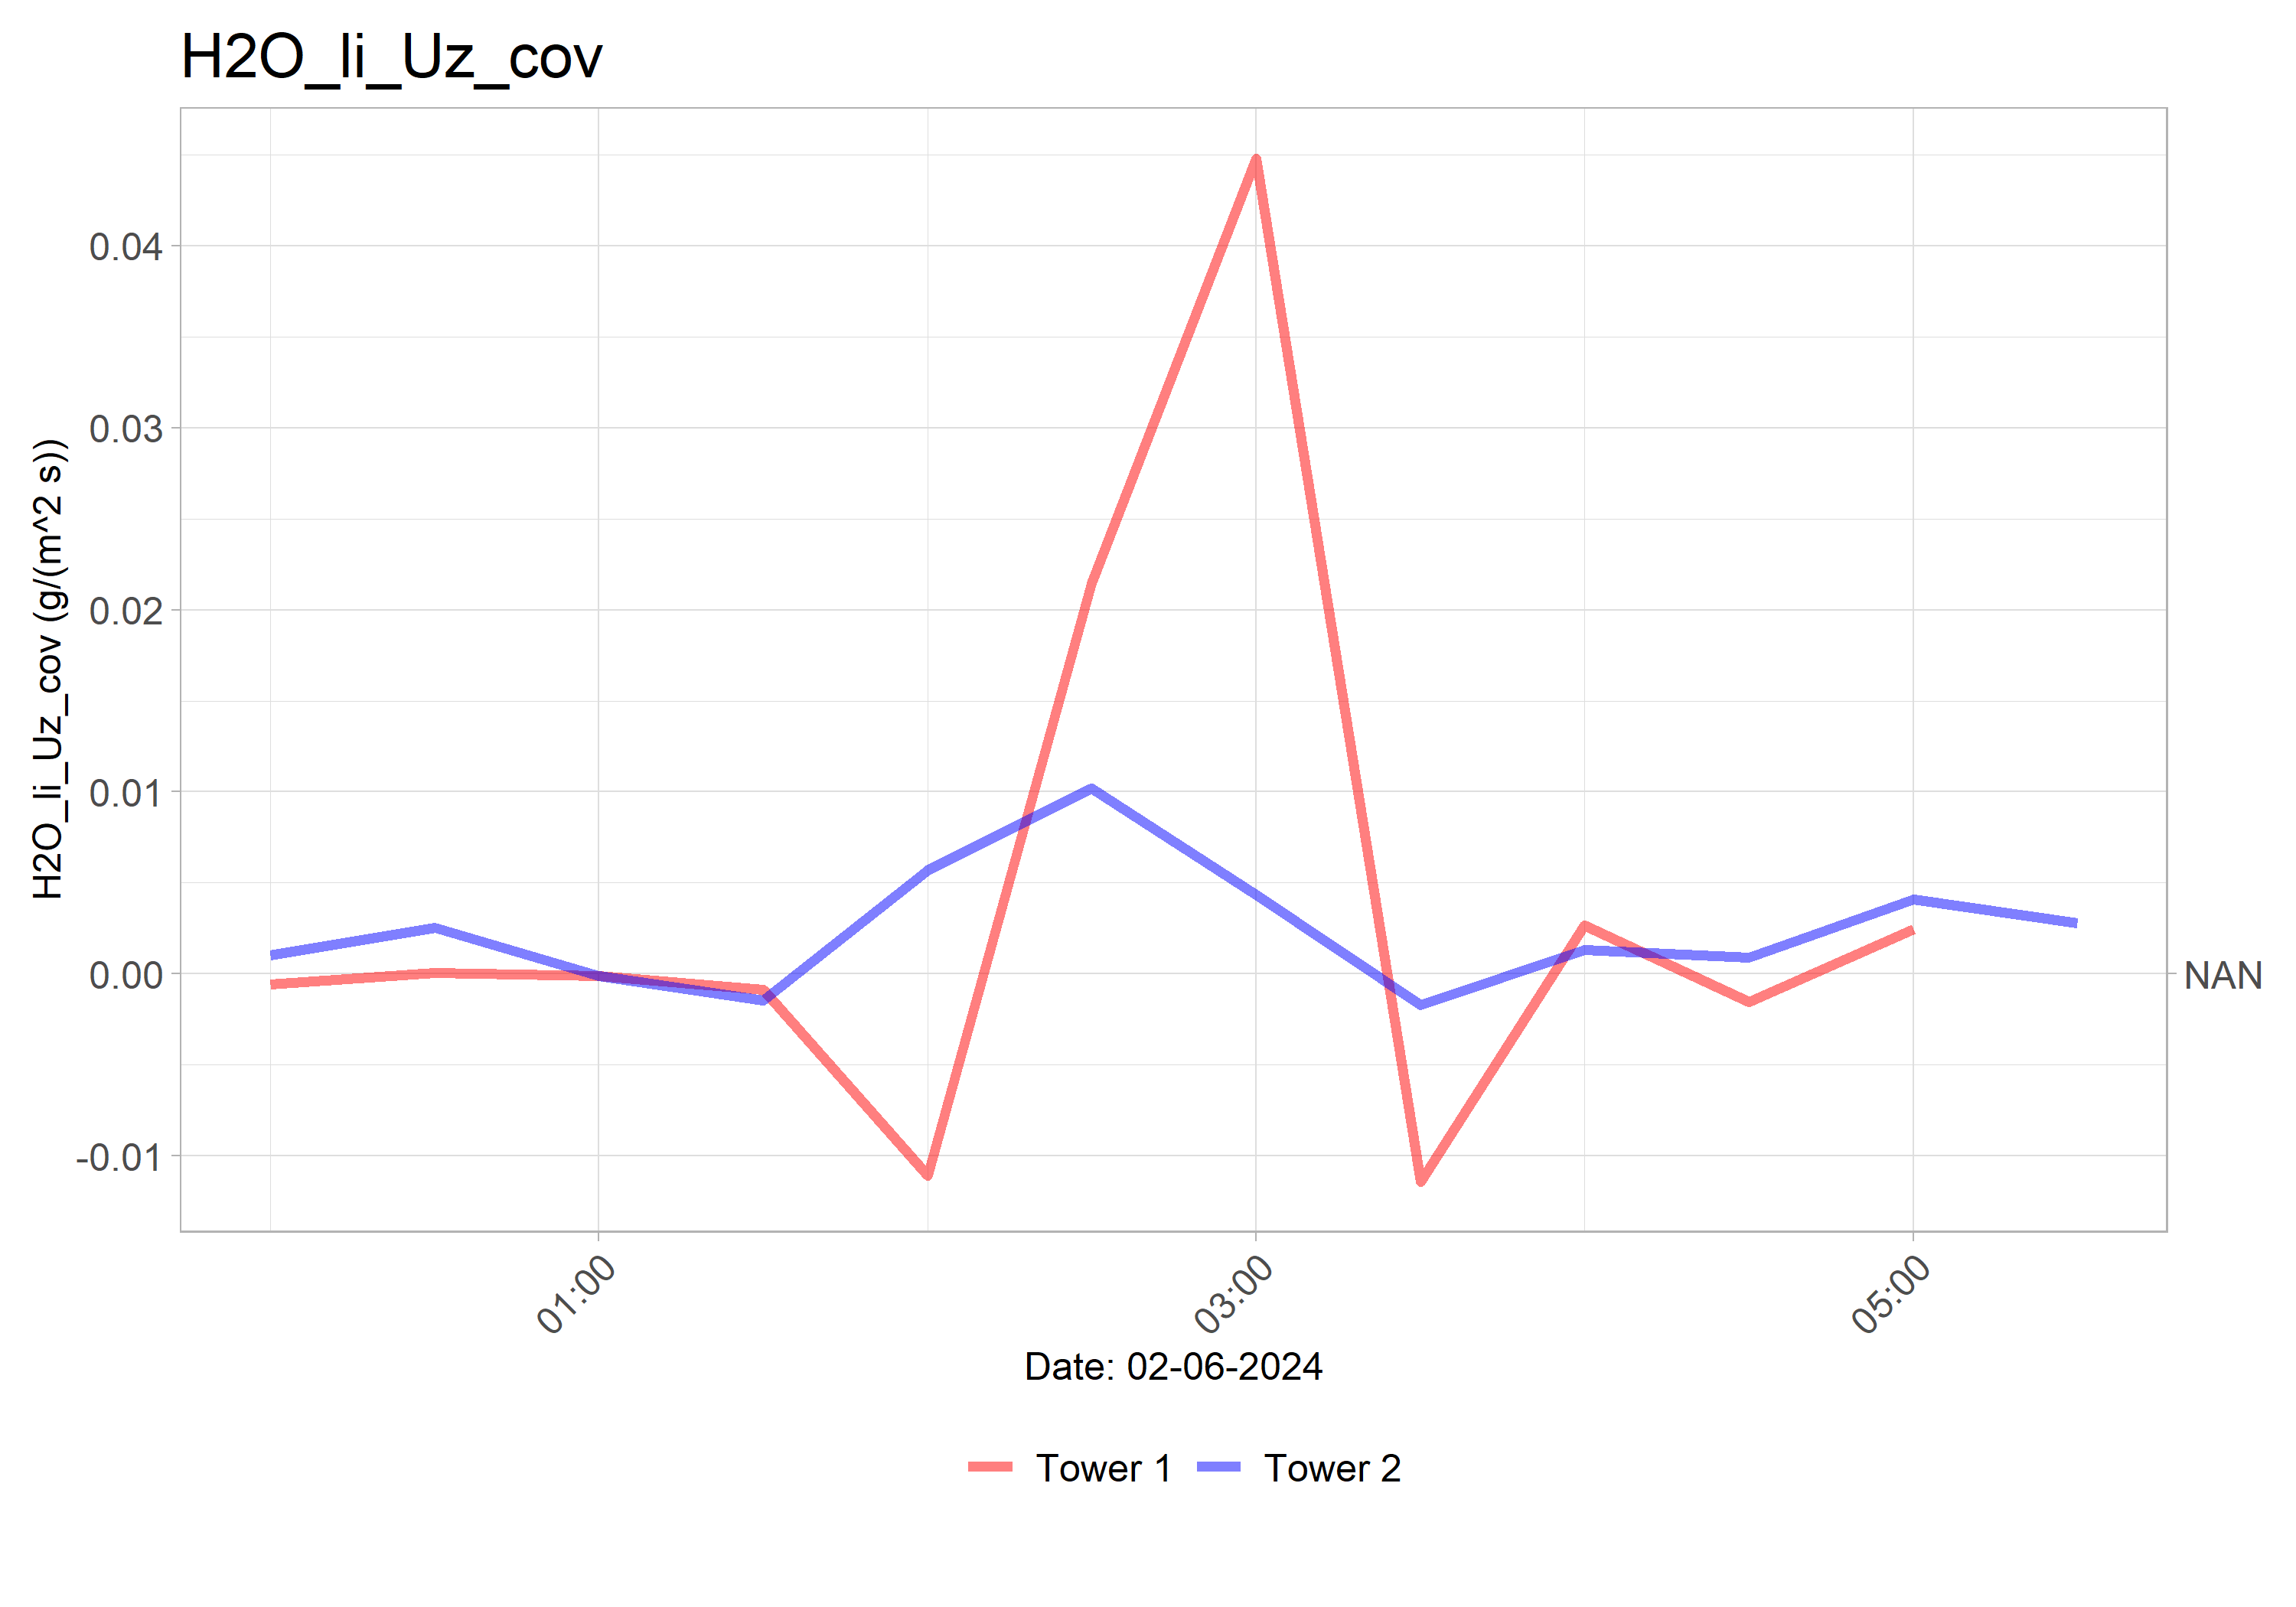 H2O_li_Uz_cov
H2O_li_Uz_cov (g/(m^2 s))
0.04
0.03
0.02
0.01
0.00
-0.01
NAN
01:00
03:00
05:00
Date: 02-06-2024
Tower 1
Tower 2